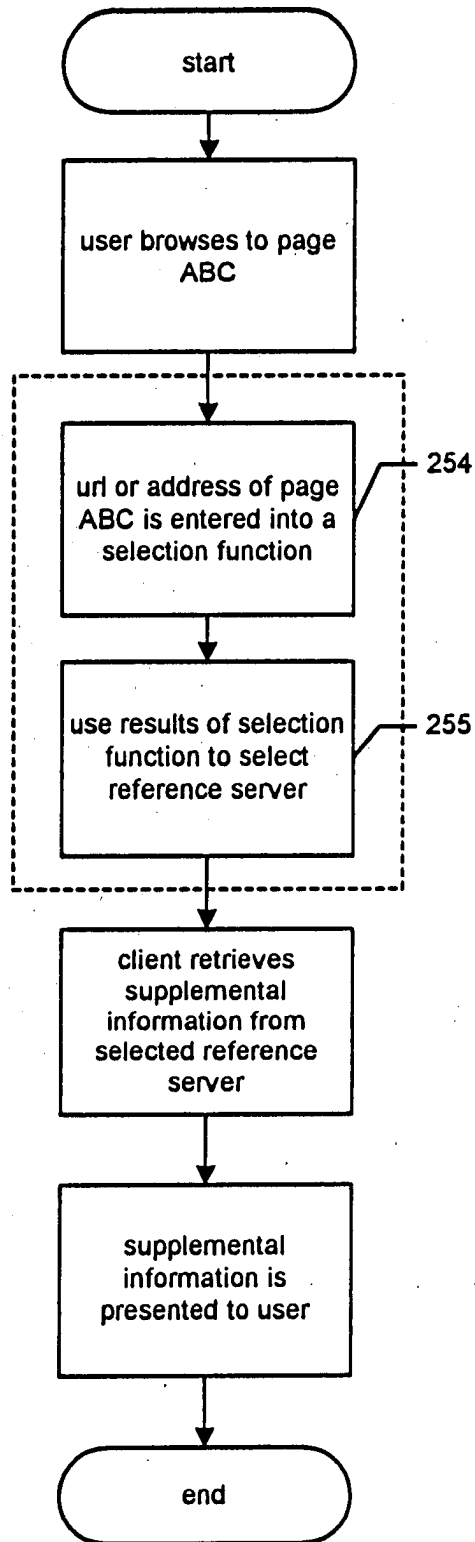 start
user browses to page
ABC
url or address of page
ABC is entered into a
selection function
254
use results of selection
function to select
reference server
255
client retrieves
supplemental
information from
selected reference
server
supplemental
information is
presented to user
end